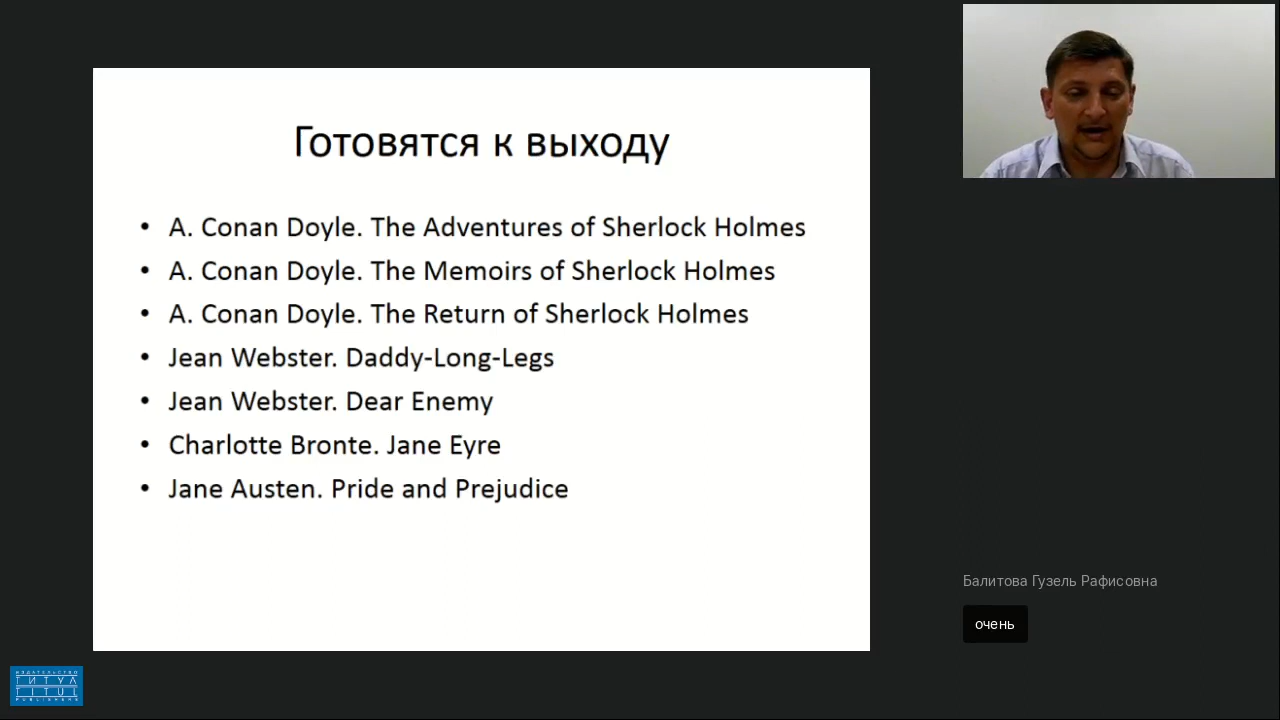 Готовятся к выходу
• A. Conan Doyle. The Adventures of Sherlock Holmes
• A. Conan Doyle. The Memoirs of Sherlock Holmes
• A. Conan Doyle. The Return of Sherlock Holmes
• Jean Webster. Daddy-Long-Legs
• Jean Webster. Dear Enemy
• Charlotte Bronte. Jane Eyre
• Jane Austen. Pride and Prejudice
Балитова Гузель Рафисовна
очень
ИЗДАТЕЛЬСТВО
ТИТУЛ
TITUL
PUBLISHERS